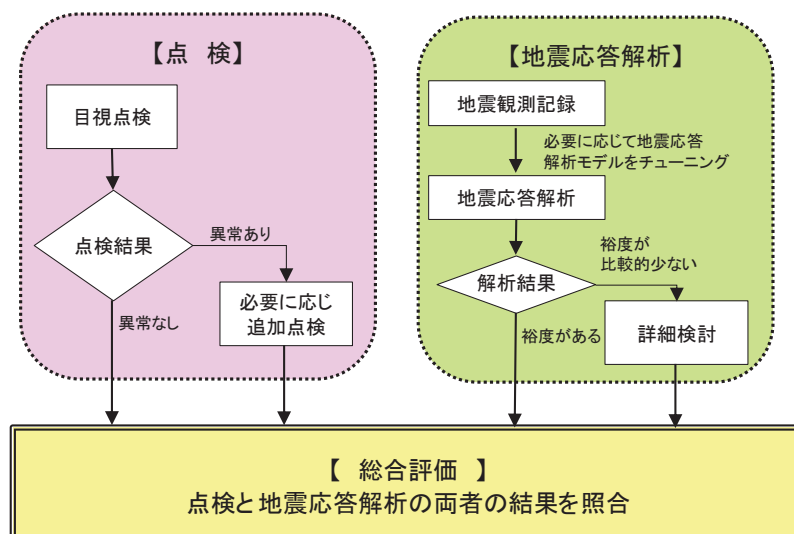 【点　検】
目視点検
点検結果
異常あり
異常なし
必要に応じ
追加点検
【地震応答解析】
地震観測記録
必要に応じて地震応答
解析モデルをチューニング
地震応答解析
解析結果
裕度が
比較的少ない
裕度がある
詳細検討
【　総合評価　】
点検と地震応答解析の両者の結果を照合